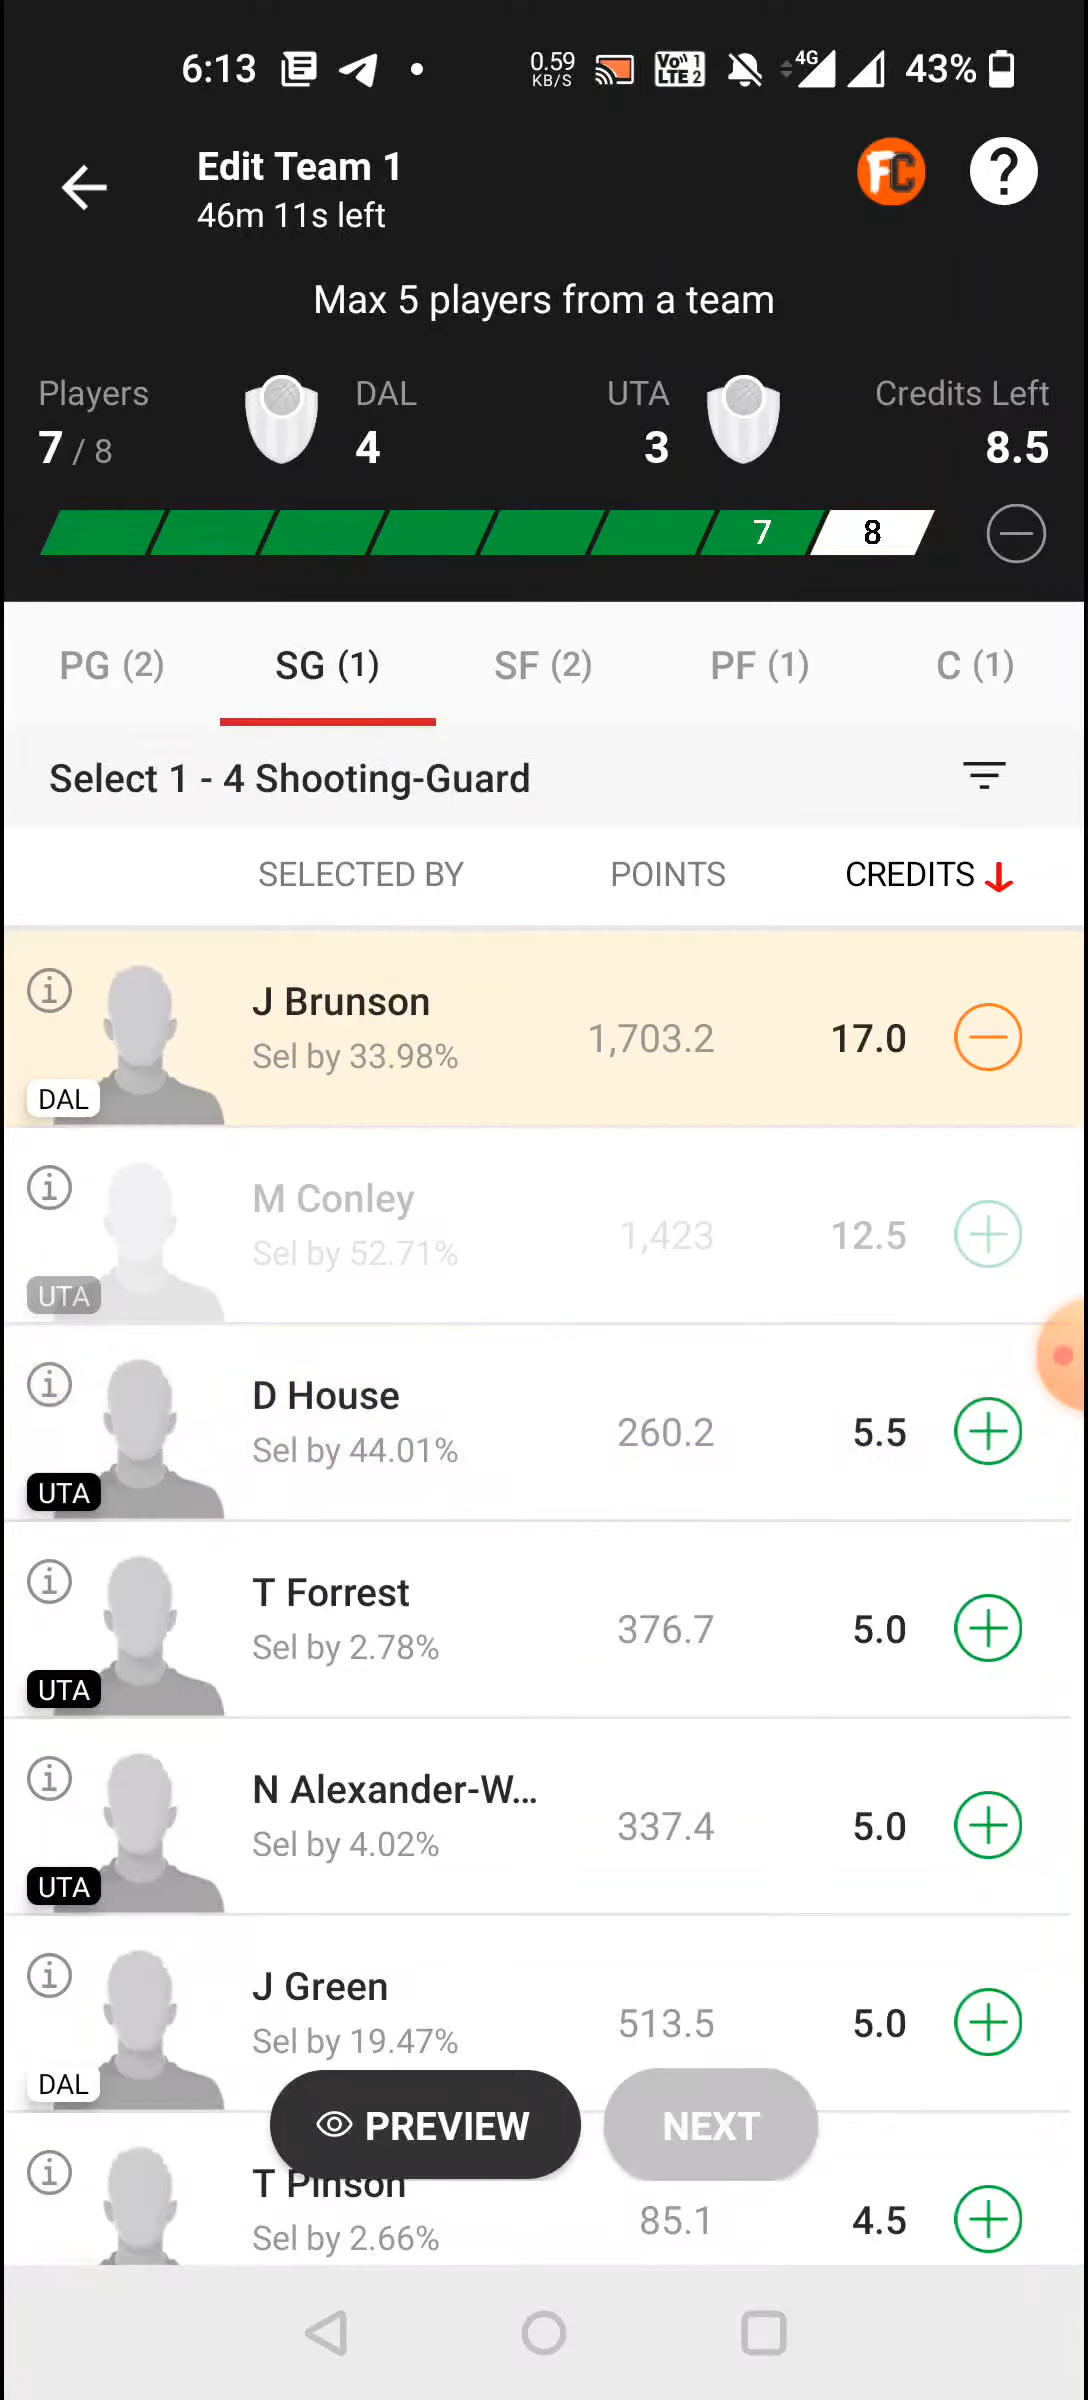 6:13 0.59 KB/S Vo)) 1 LTE 2 4G 43%
Edit Team 1
46m 11s left
FC ?
Max 5 players from a team
Players DAL UTA Credits Left
7 / 8 4 3 8.5
7 8
PG (2) SG (1) SF (2) PF (1) C (1)
Select 1 - 4 Shooting-Guard
SELECTED BY POINTS CREDITS
J Brunson
Sel by 33.98% 1,703.2 17.0
DAL
M Conley
Sel by 52.71% 1,423 12.5
UTA
D House
Sel by 44.01% 260.2 5.5
UTA
T Forrest
Sel by 2.78% 376.7 5.0
UTA
N Alexander-W...
Sel by 4.02% 337.4 5.0
UTA
J Green
Sel by 19.47% 513.5 5.0
DAL
PREVIEW NEXT
T Pinson
Sel by 2.66% 85.1 4.5